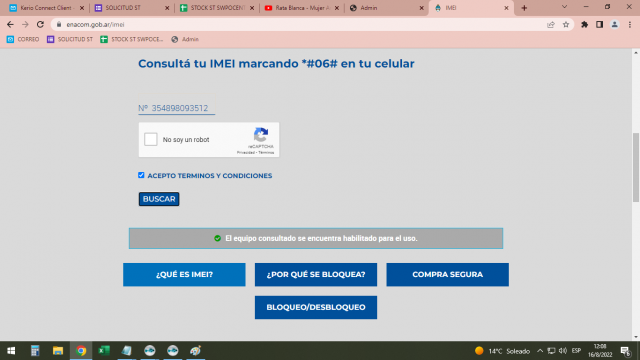 Kerio Connect Client
SOLICITUD ST
STOCK ST SWPOCENT
Rata Blanca - Mujer A
Admin
IMEI
enacom.gob.ar/imei
CORREO
SOLICITUD ST
STOCK ST SWPOCE...
Admin
Consultá tu IMEI marcando *#06# en tu celular
Nº 354898093512
No soy un robot
reCAPTCHA
Privacidad - Términos
ACEPTO TERMINOS Y CONDICIONES
BUSCAR
El equipo consultado se encuentra habilitado para el uso.
¿QUÉ ES IMEI?
¿POR QUÉ SE BLOQUEA?
COMPRA SEGURA
BLOQUEO/DESBLOQUEO
14°C Soleado
ESP
12:08
16/8/2022